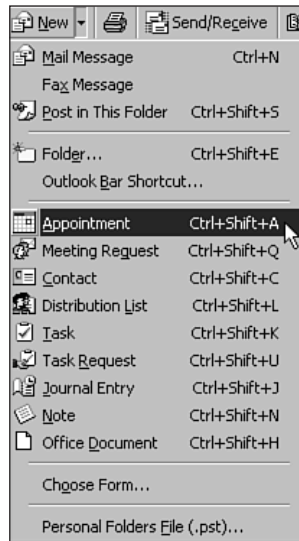 New Send/Receive
Mail Message Ctrl+N
Fax Message
Post in This Folder Ctrl+Shift+S
Folder... Ctrl+Shift+E
Outlook Bar Shortcut...
Appointment Ctrl+Shift+A
Meeting Request Ctrl+Shift+Q
Contact Ctrl+Shift+C
Distribution List Ctrl+Shift+L
Task Ctrl+Shift+K
Task Request Ctrl+Shift+U
Journal Entry Ctrl+Shift+J
Note Ctrl+Shift+N
Office Document Ctrl+Shift+H
Choose Form...
Personal Folders File (.pst)...